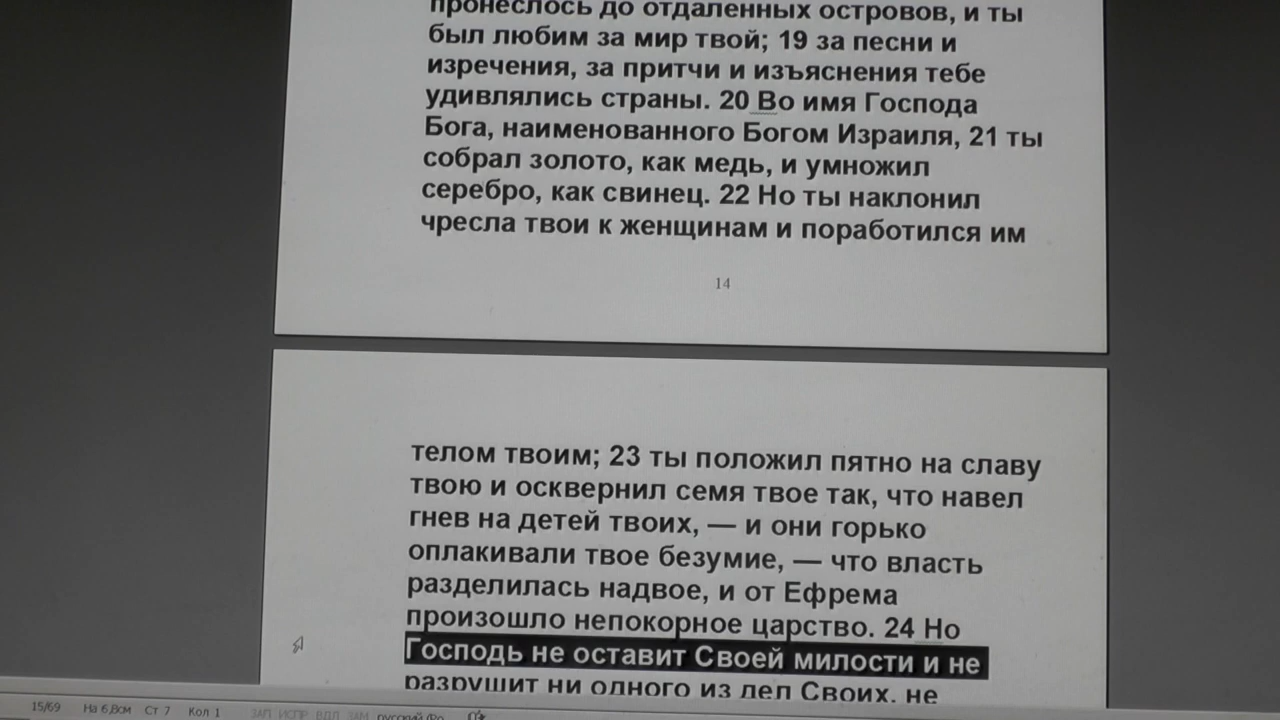 пронеслось до отдаленных островов, и ты
был любим за мир твой; 19 за песни и
изречения, за притчи и изъяснения тебе
удивлялись страны. 20 Во имя Господа
Бога, наименованного Богом Израиля, 21 ты
собрал золото, как медь, и умножил
серебро, как свинец. 22 Но ты наклонил
чресла твои к женщинам и поработился им
14
телом твоим; 23 ты положил пятно на славу
твою и осквернил семя твое так, что навел
гнев на детей твоих, — и они горько
оплакивали твое безумие, — что власть
разделилась надвое, и от Ефрема
произошло непокорное царство. 24 Но
Господь не оставит Своей милости и не
разрушит ни одного из дел Своих, не
15/69 На 6,8см Ст 7 Кол 1 ЗАП ИСПР ВДЛ ЗАМ русский (Ро